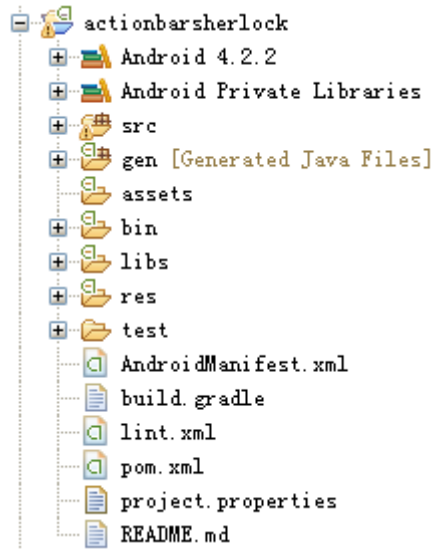 actionbarsherlock
Android 4.2.2
Android Private Libraries
src
gen [Generated Java Files]
assets
bin
libs
res
test
AndroidManifest.xml
build.gradle
lint.xml
pom.xml
project.properties
README.md